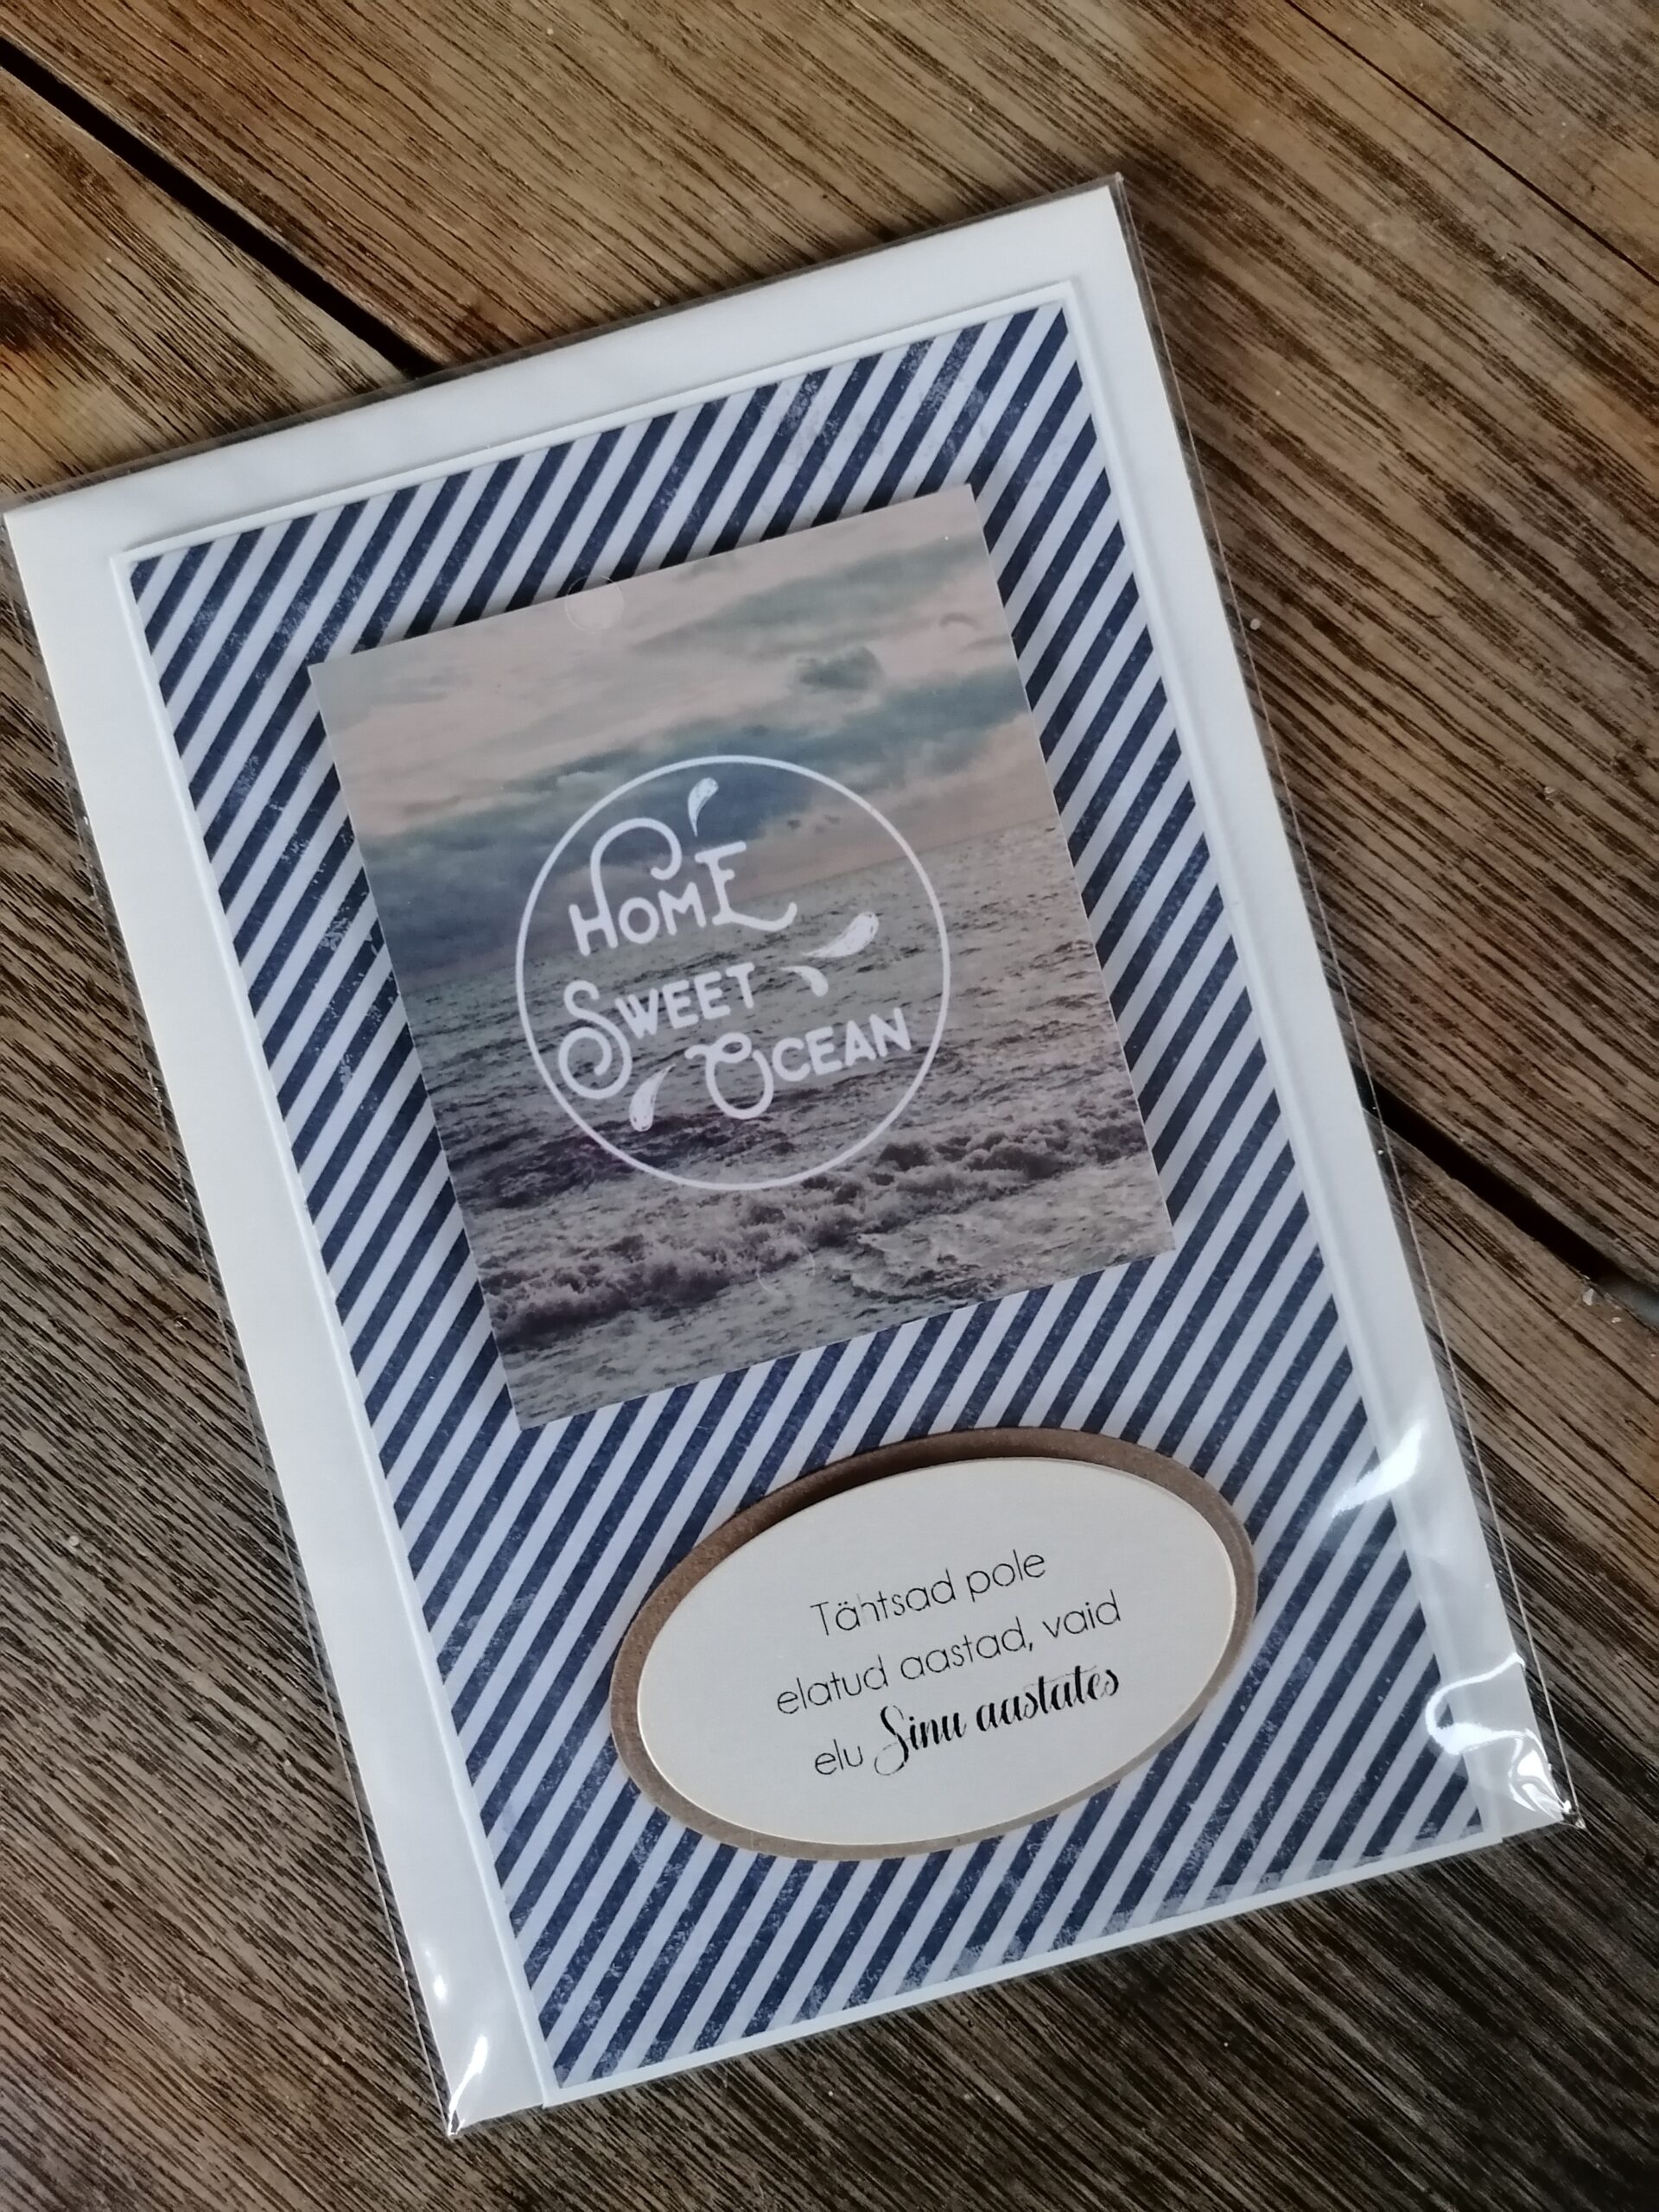 HOME
SWEET
OCEAN
Tähtsad pole
elatud aastad, vaid
elu Sinu aastates